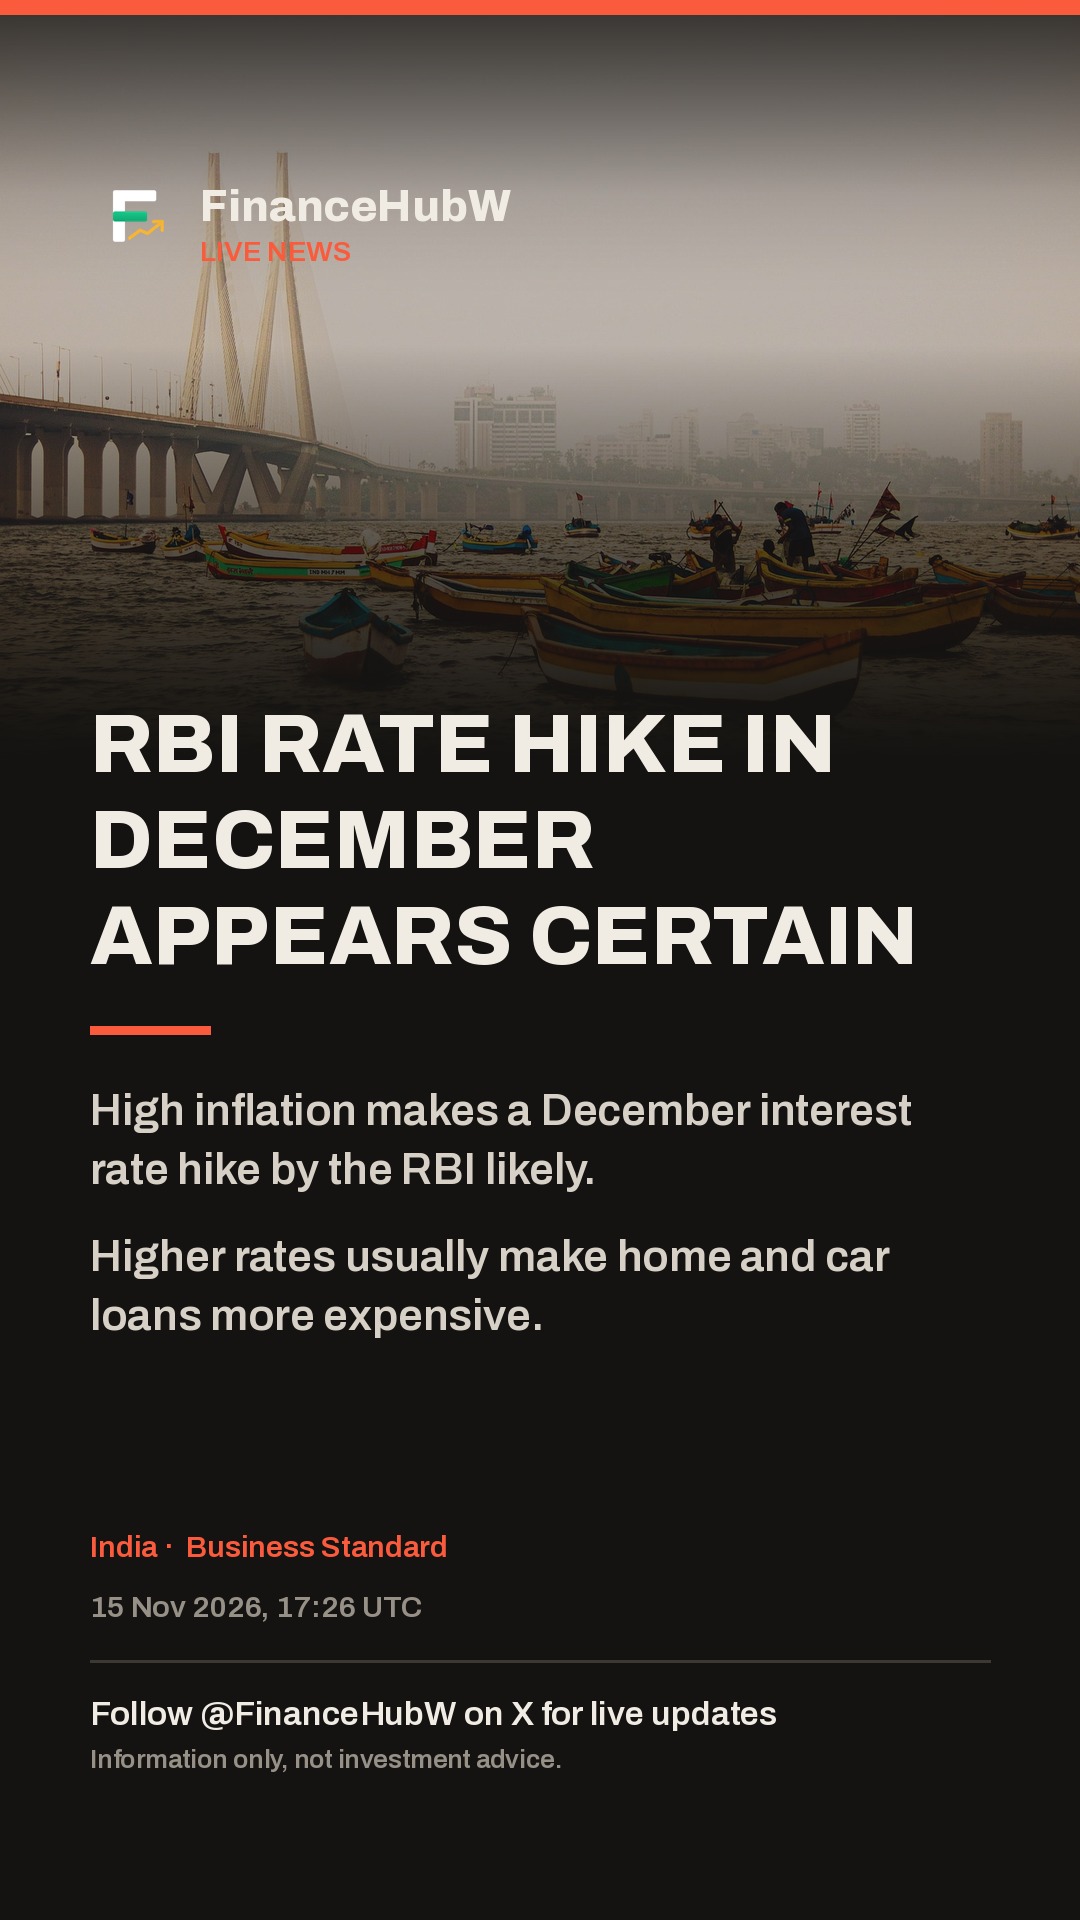 FinanceHubW
LIVE NEWS
RBI RATE HIKE IN
DECEMBER
APPEARS CERTAIN
High inflation makes a December interest
rate hike by the RBI likely.
Higher rates usually make home and car
loans more expensive.
India · Business Standard
15 Nov 2026, 17:26 UTC
Follow @FinanceHubW on X for live updates
Information only, not investment advice.